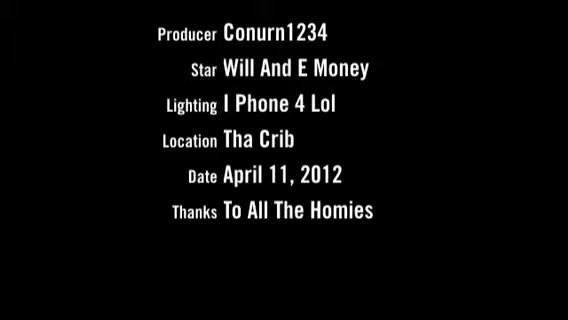 Producer Conurn1234
Star Will And E Money
Lighting I Phone 4 Lol
Location Tha Crib
Date April 11, 2012
Thanks To All The Homies